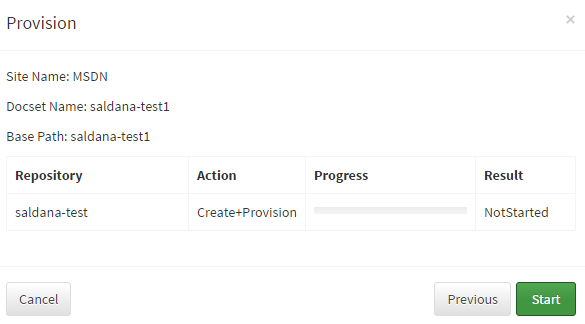 Provision ×
Site Name: MSDN
Docset Name: saldana-test1
Base Path: saldana-test1
Repository Action Progress Result
saldana-test Create+Provision NotStarted
Cancel Previous Start